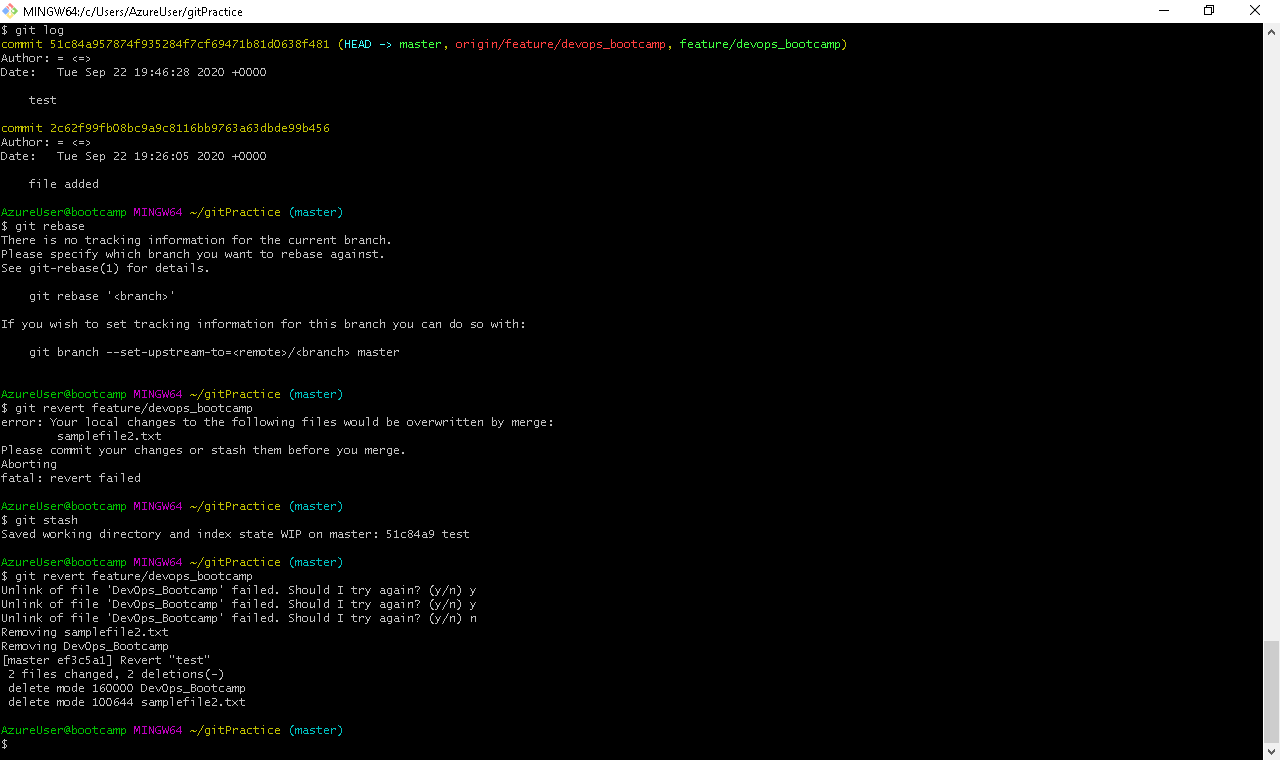 MINGW64:/c/Users/AzureUser/gitPractice
$ git log
commit 51c84a957874f935284f7cf69471b81d0638f481 (HEAD -> master, origin/feature/devops_bootcamp, feature/devops_bootcamp)
Author: = <=>
Date:   Tue Sep 22 19:46:28 2020 +0000
    test
commit 2c62f99fb08bc9a9c8116bb9763a63dbde99b456
Author: = <=>
Date:   Tue Sep 22 19:26:05 2020 +0000
    file added
AzureUser@bootcamp MINGW64 ~/gitPractice (master)
$ git rebase
There is no tracking information for the current branch.
Please specify which branch you want to rebase against.
See git-rebase(1) for details.
    git rebase '<branch>'
If you wish to set tracking information for this branch you can do so with:
    git branch --set-upstream-to=<remote>/<branch> master
AzureUser@bootcamp MINGW64 ~/gitPractice (master)
$ git revert feature/devops_bootcamp
error: Your local changes to the following files would be overwritten by merge:
        samplefile2.txt
Please commit your changes or stash them before you merge.
Aborting
fatal: revert failed
AzureUser@bootcamp MINGW64 ~/gitPractice (master)
$ git stash
Saved working directory and index state WIP on master: 51c84a9 test
AzureUser@bootcamp MINGW64 ~/gitPractice (master)
$ git revert feature/devops_bootcamp
Unlink of file 'DevOps_Bootcamp' failed. Should I try again? (y/n) y
Unlink of file 'DevOps_Bootcamp' failed. Should I try again? (y/n) y
Unlink of file 'DevOps_Bootcamp' failed. Should I try again? (y/n) n
Removing samplefile2.txt
Removing DevOps_Bootcamp
[master ef3c5a1] Revert "test"
 2 files changed, 2 deletions(-)
 delete mode 160000 DevOps_Bootcamp
 delete mode 100644 samplefile2.txt
AzureUser@bootcamp MINGW64 ~/gitPractice (master)
$